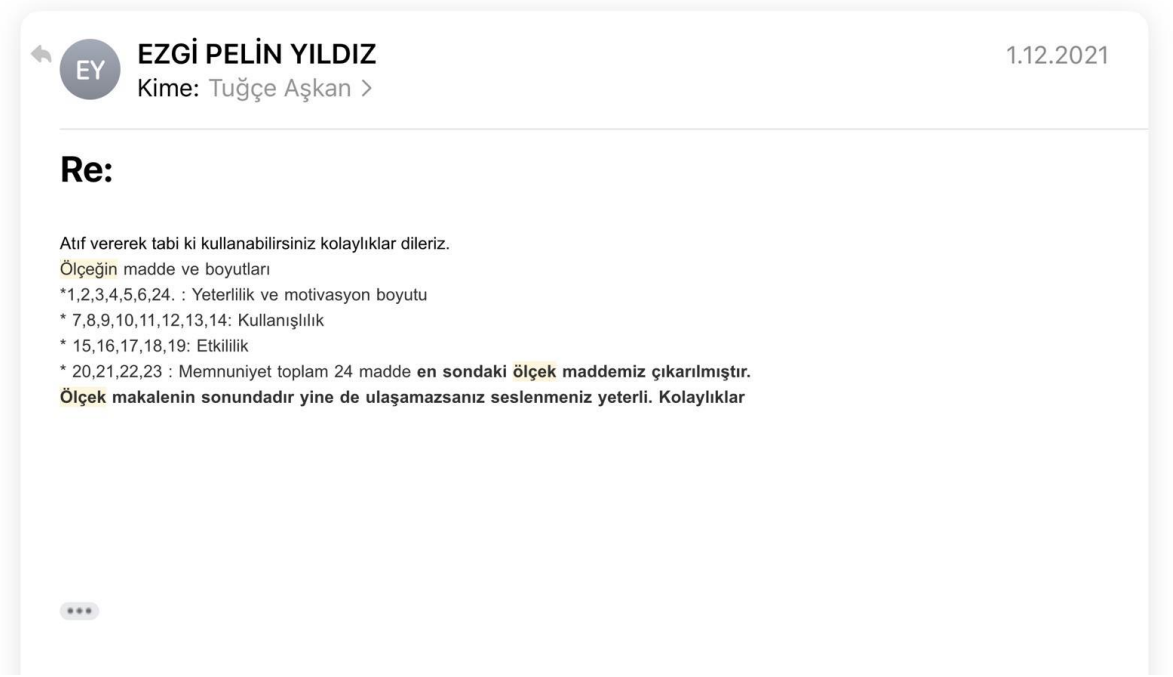 EY
EZGİ PELİN YILDIZ
1.12.2021
Kime: Tuğçe Aşkan >
Re:
Atıf vererek tabi ki kullanabilirsiniz kolaylıklar dileriz.
Ölçeğin madde ve boyutları
*1,2,3,4,5,6,24. : Yeterlilik ve motivasyon boyutu
* 7,8,9,10,11,12,13,14: Kullanışlılık
* 15,16,17,18,19: Etkililik
* 20,21,22,23 : Memnuniyet toplam 24 madde en sondaki ölçek maddemiz çıkarılmıştır.
Ölçek makalenin sonundadır yine de ulaşamazsanız seslenmeniz yeterli. Kolaylıklar